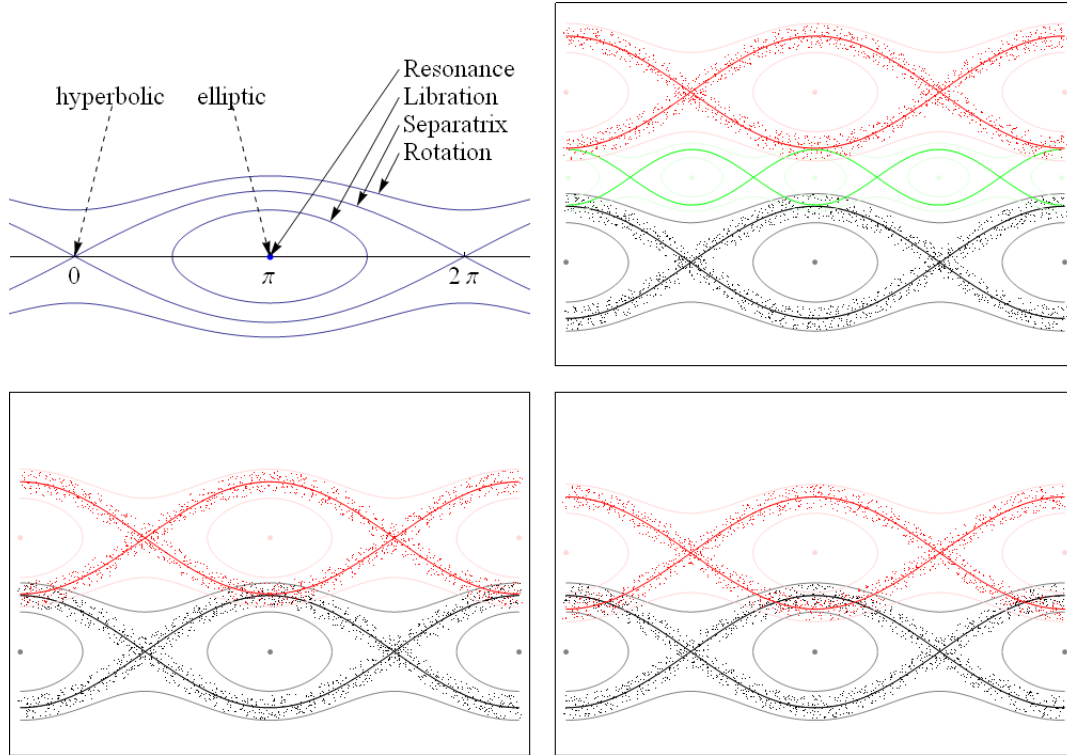 Resonance
hyperbolic elliptic Libration
Separatrix
Rotation
0 π 2 π